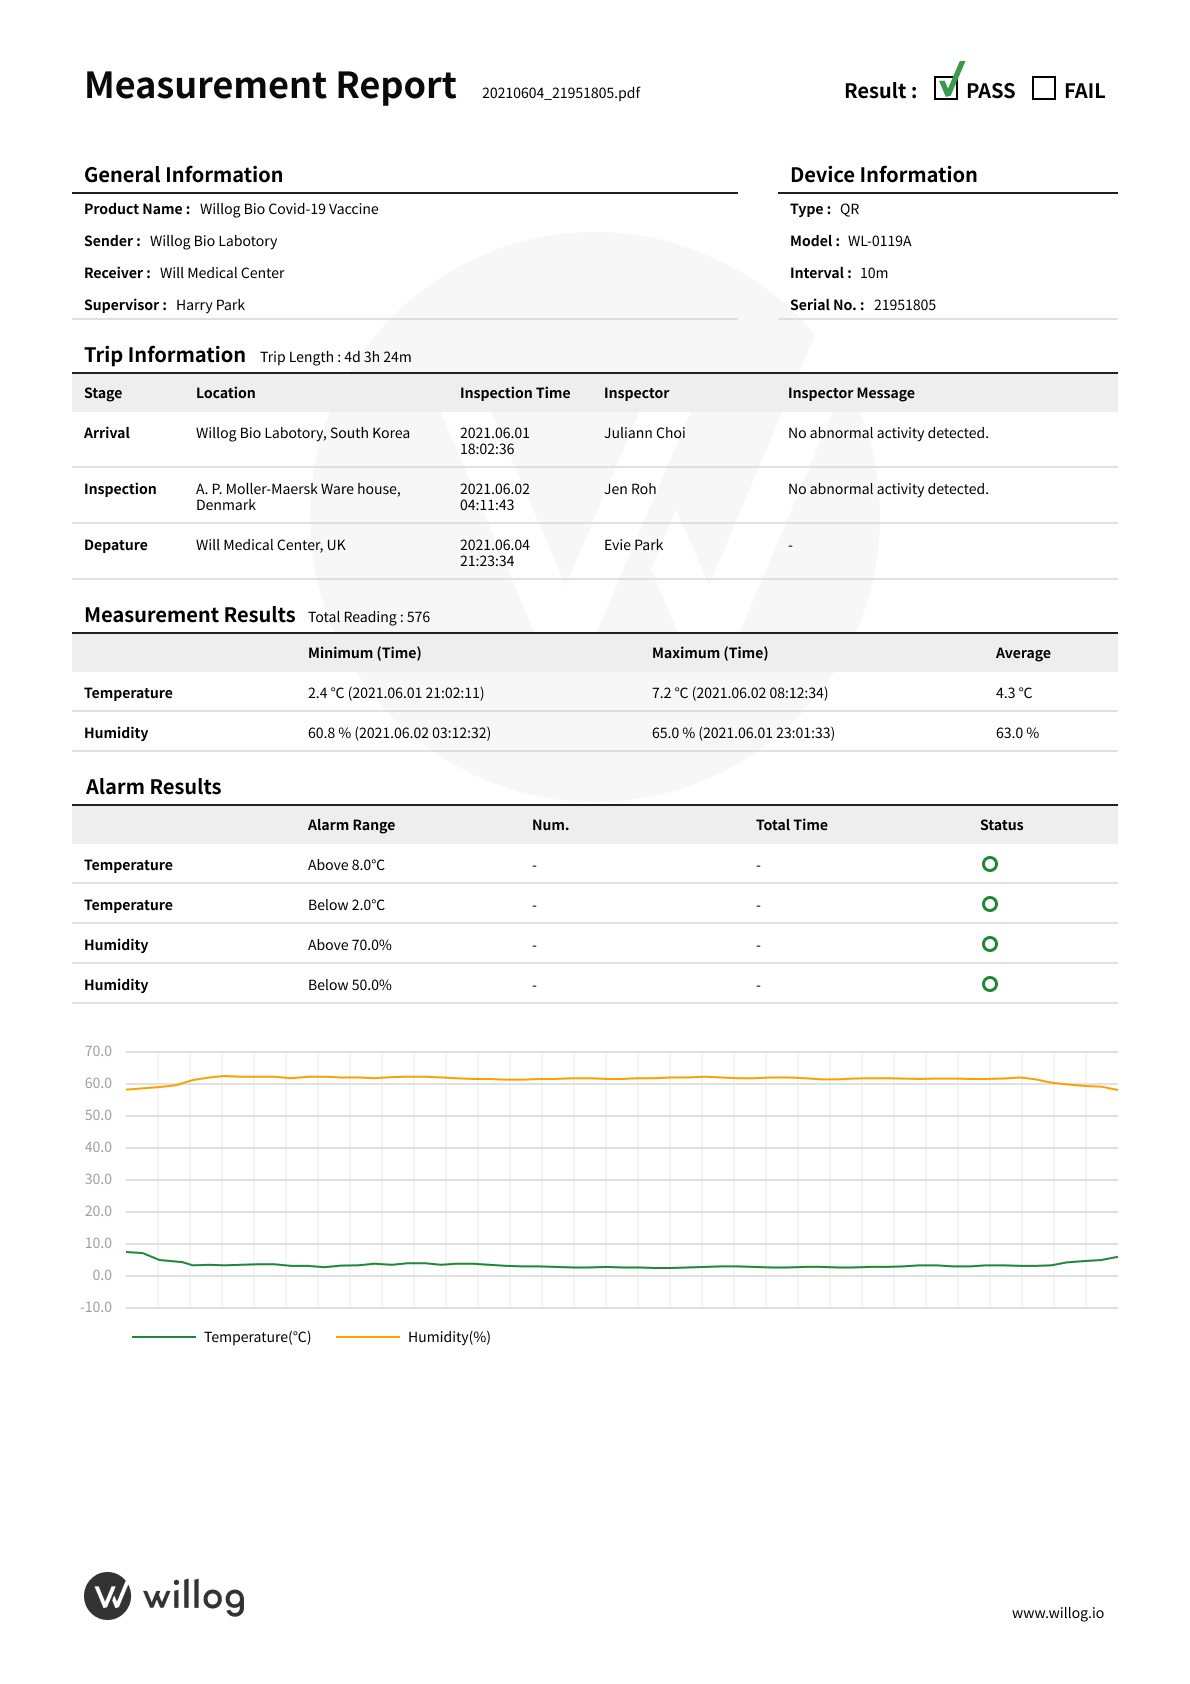 Measurement Report 20210604_21951805.pdf Result : PASS FAIL
General Information
Product Name : Willog Bio Covid-19 Vaccine
Sender : Willog Bio Labotory
Receiver : Will Medical Center
Supervisor : Harry Park
Device Information
Type : QR
Model : WL-0119A
Interval : 10m
Serial No. : 21951805
Trip Information Trip Length : 4d 3h 24m
Stage Location Inspection Time Inspector Inspector Message
Arrival Willog Bio Labotory, South Korea 2021.06.01 Juliann Choi No abnormal activity detected.
18:02:36
Inspection A. P. Moller-Maersk Ware house, 2021.06.02 Jen Roh No abnormal activity detected.
Denmark 04:11:43
Depature Will Medical Center, UK 2021.06.04 Evie Park -
21:23:34
Measurement Results Total Reading : 576
Minimum (Time) Maximum (Time) Average
Temperature 2.4 °C (2021.06.01 21:02:11) 7.2 °C (2021.06.02 08:12:34) 4.3 °C
Humidity 60.8 % (2021.06.02 03:12:32) 65.0 % (2021.06.01 23:01:33) 63.0 %
Alarm Results
Alarm Range Num. Total Time Status
Temperature Above 8.0°C - -
Temperature Below 2.0°C - -
Humidity Above 70.0% - -
Humidity Below 50.0% - -
70.0
60.0
50.0
40.0
30.0
20.0
10.0
0.0
-10.0
Temperature(°C) Humidity(%)
willog
www.willog.io